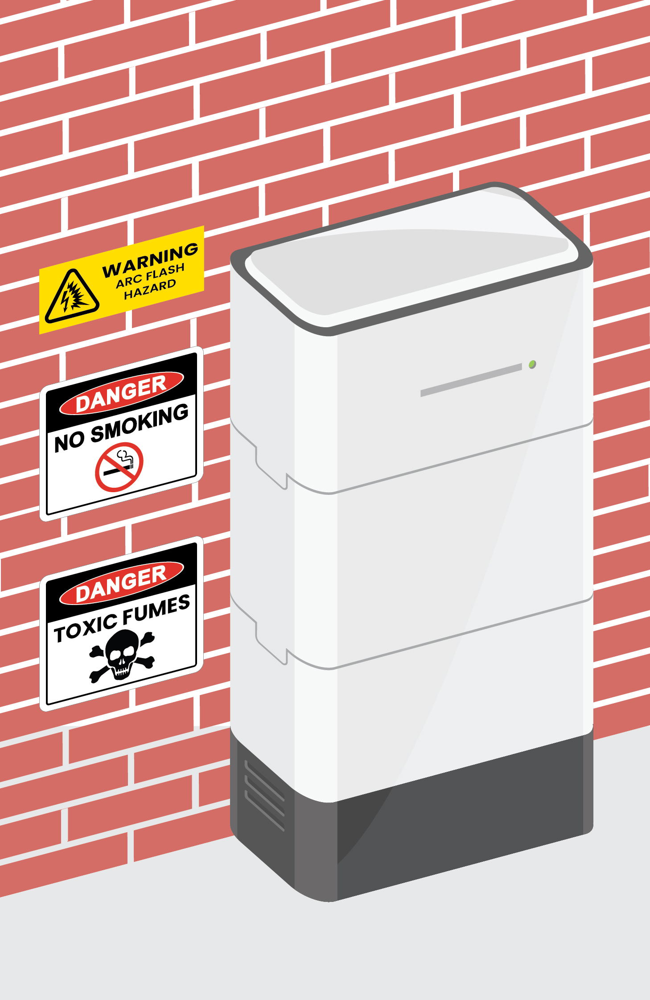 WARNING
ARC FLASH
HAZARD
DANGER
NO SMOKING
DANGER
TOXIC FUMES